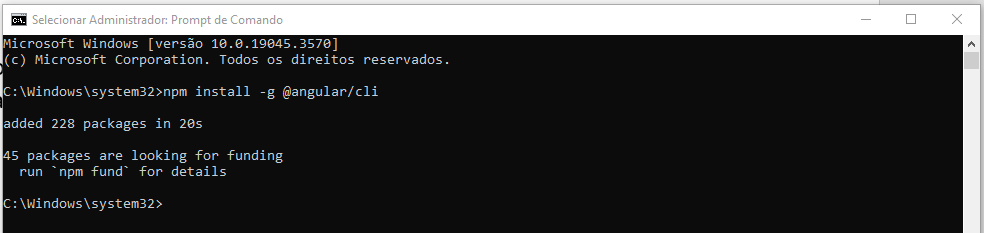 Selecionar Administrador: Prompt de Comando
Microsoft Windows [versão 10.0.19045.3570]
(c) Microsoft Corporation. Todos os direitos reservados.
C:\Windows\system32>npm install -g @angular/cli
added 228 packages in 20s
45 packages are looking for funding
run `npm fund` for details
C:\Windows\system32>